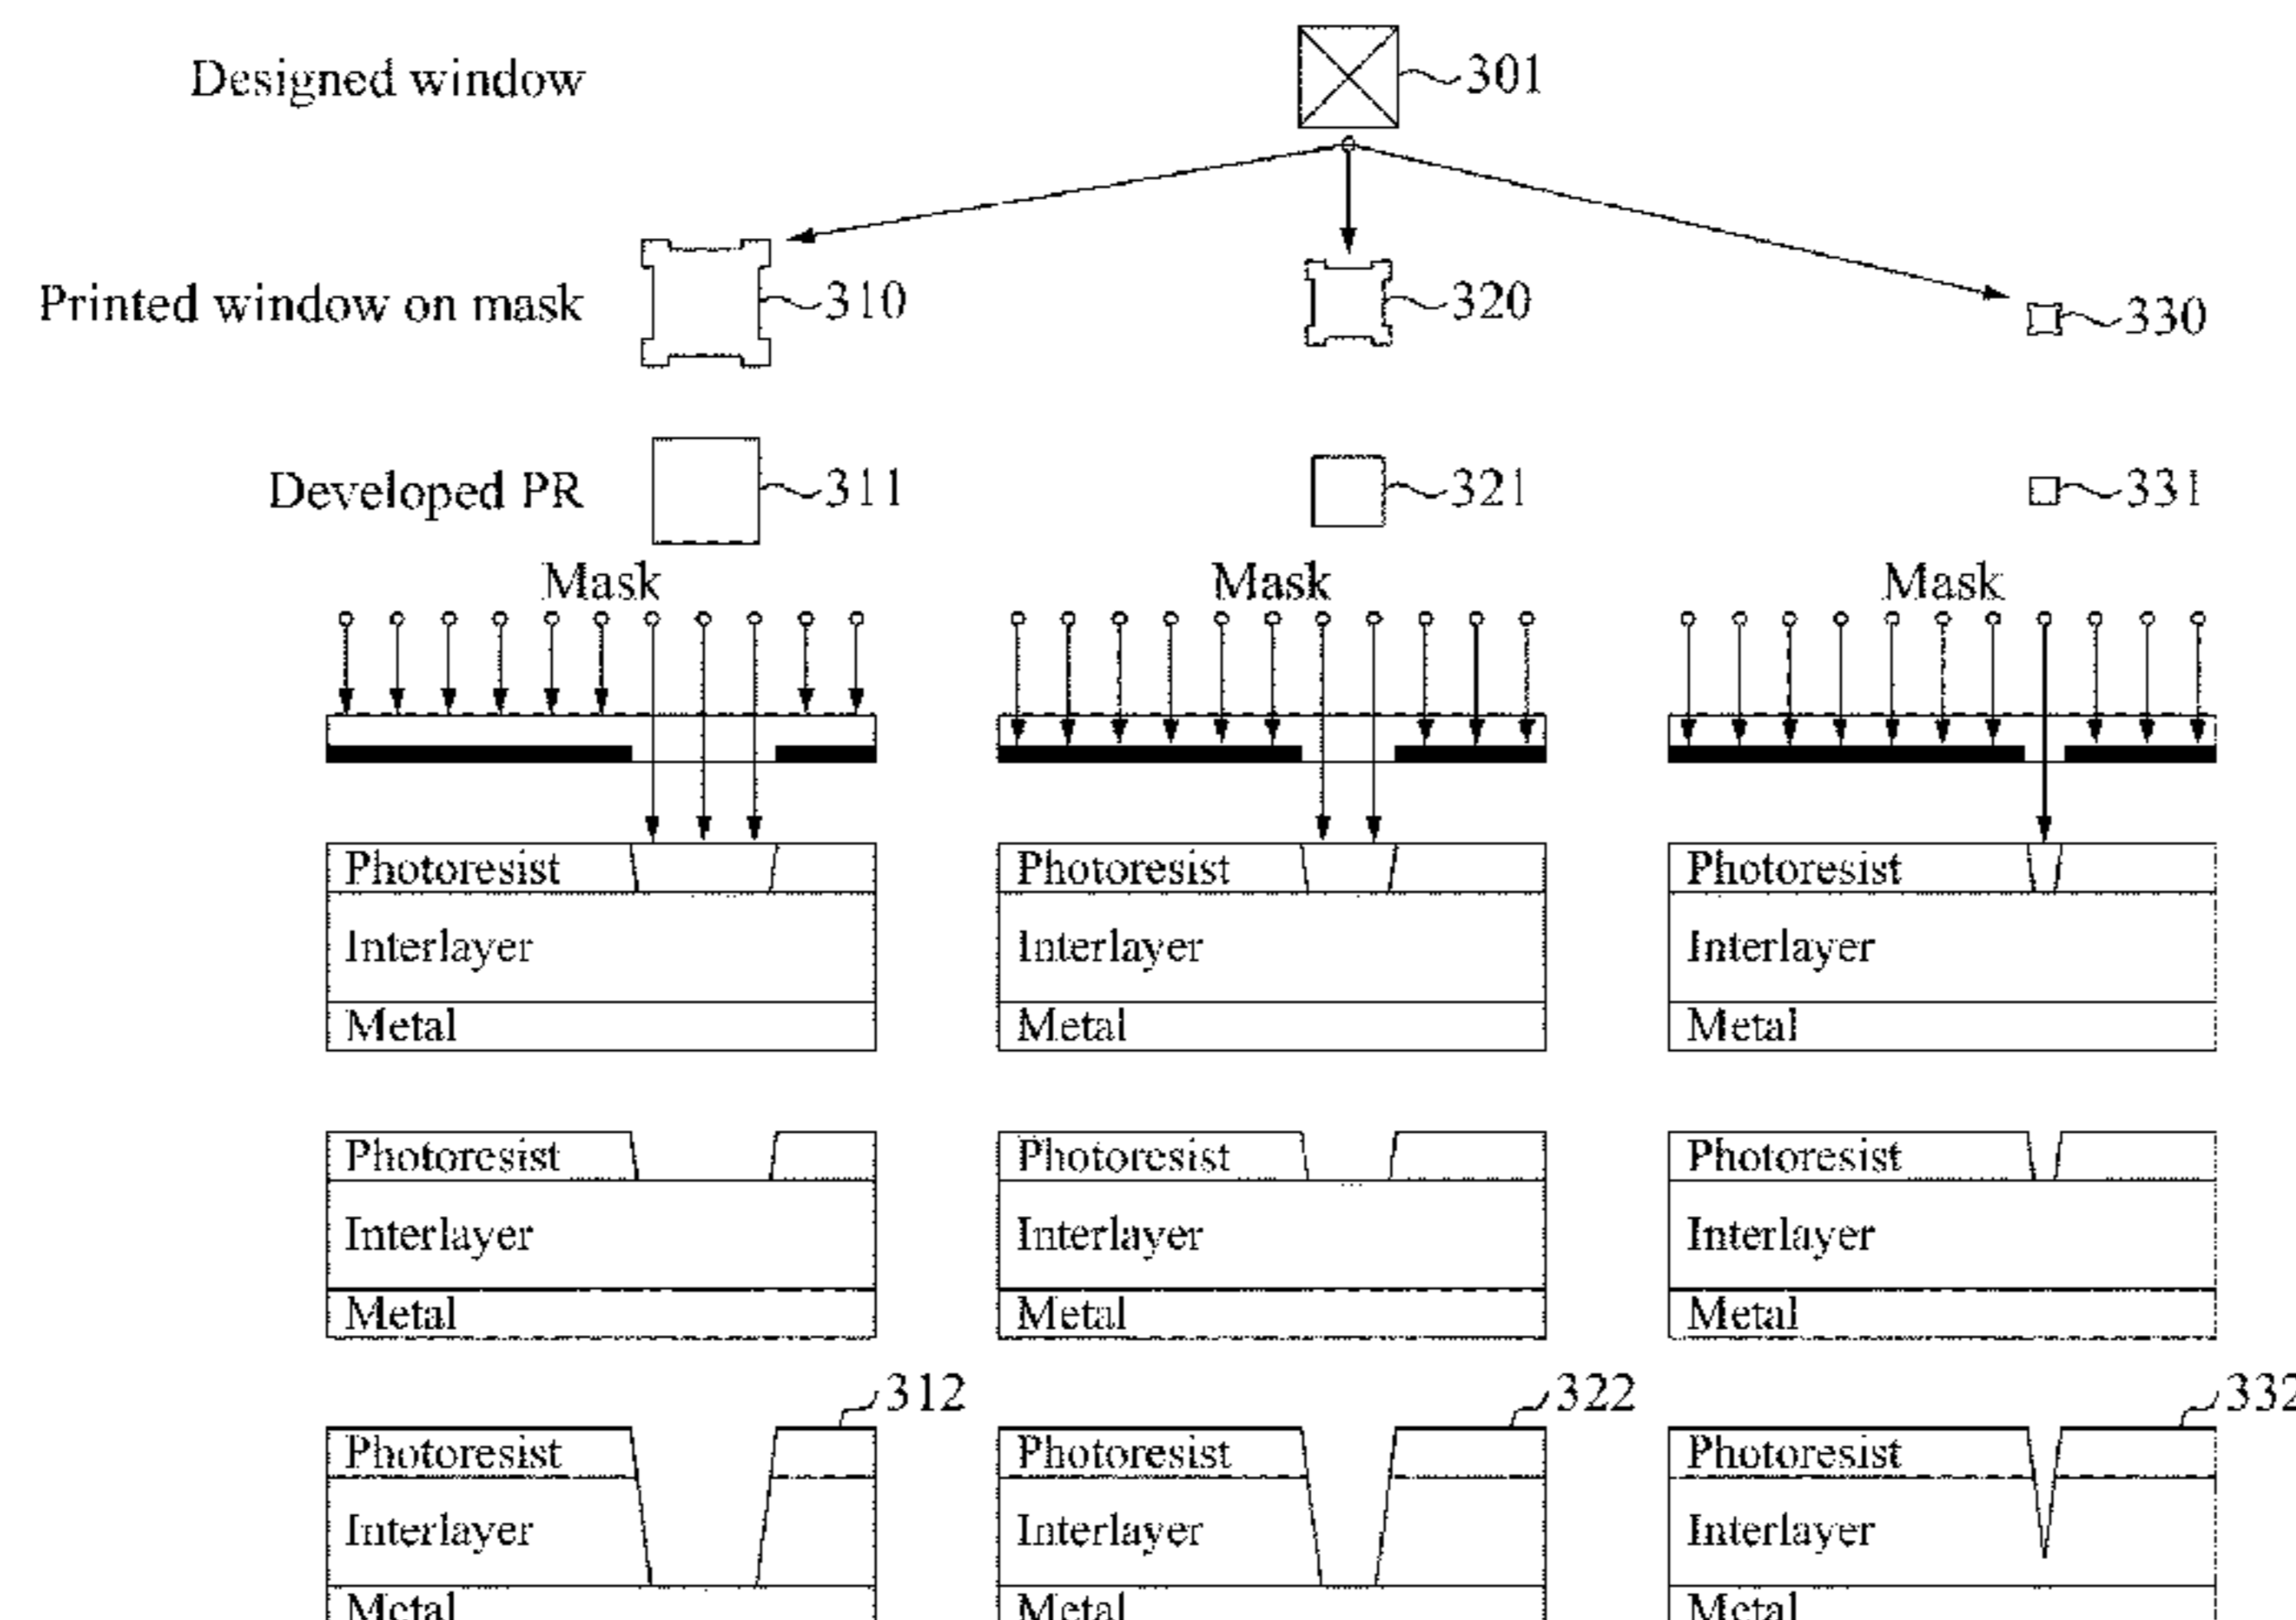 Designed window
301
Printed window on mask
310
320
330
Developed PR
311
321
331
Mask
Mask
Mask
Photoresist
Photoresist
Photoresist
Interlayer
Interlayer
Interlayer
Metal
Metal
Metal
Photoresist
Photoresist
Photoresist
Interlayer
Interlayer
Interlayer
Metal
Metal
Metal
312
322
332
Photoresist
Photoresist
Photoresist
Interlayer
Interlayer
Interlayer
Metal
Metal
Metal